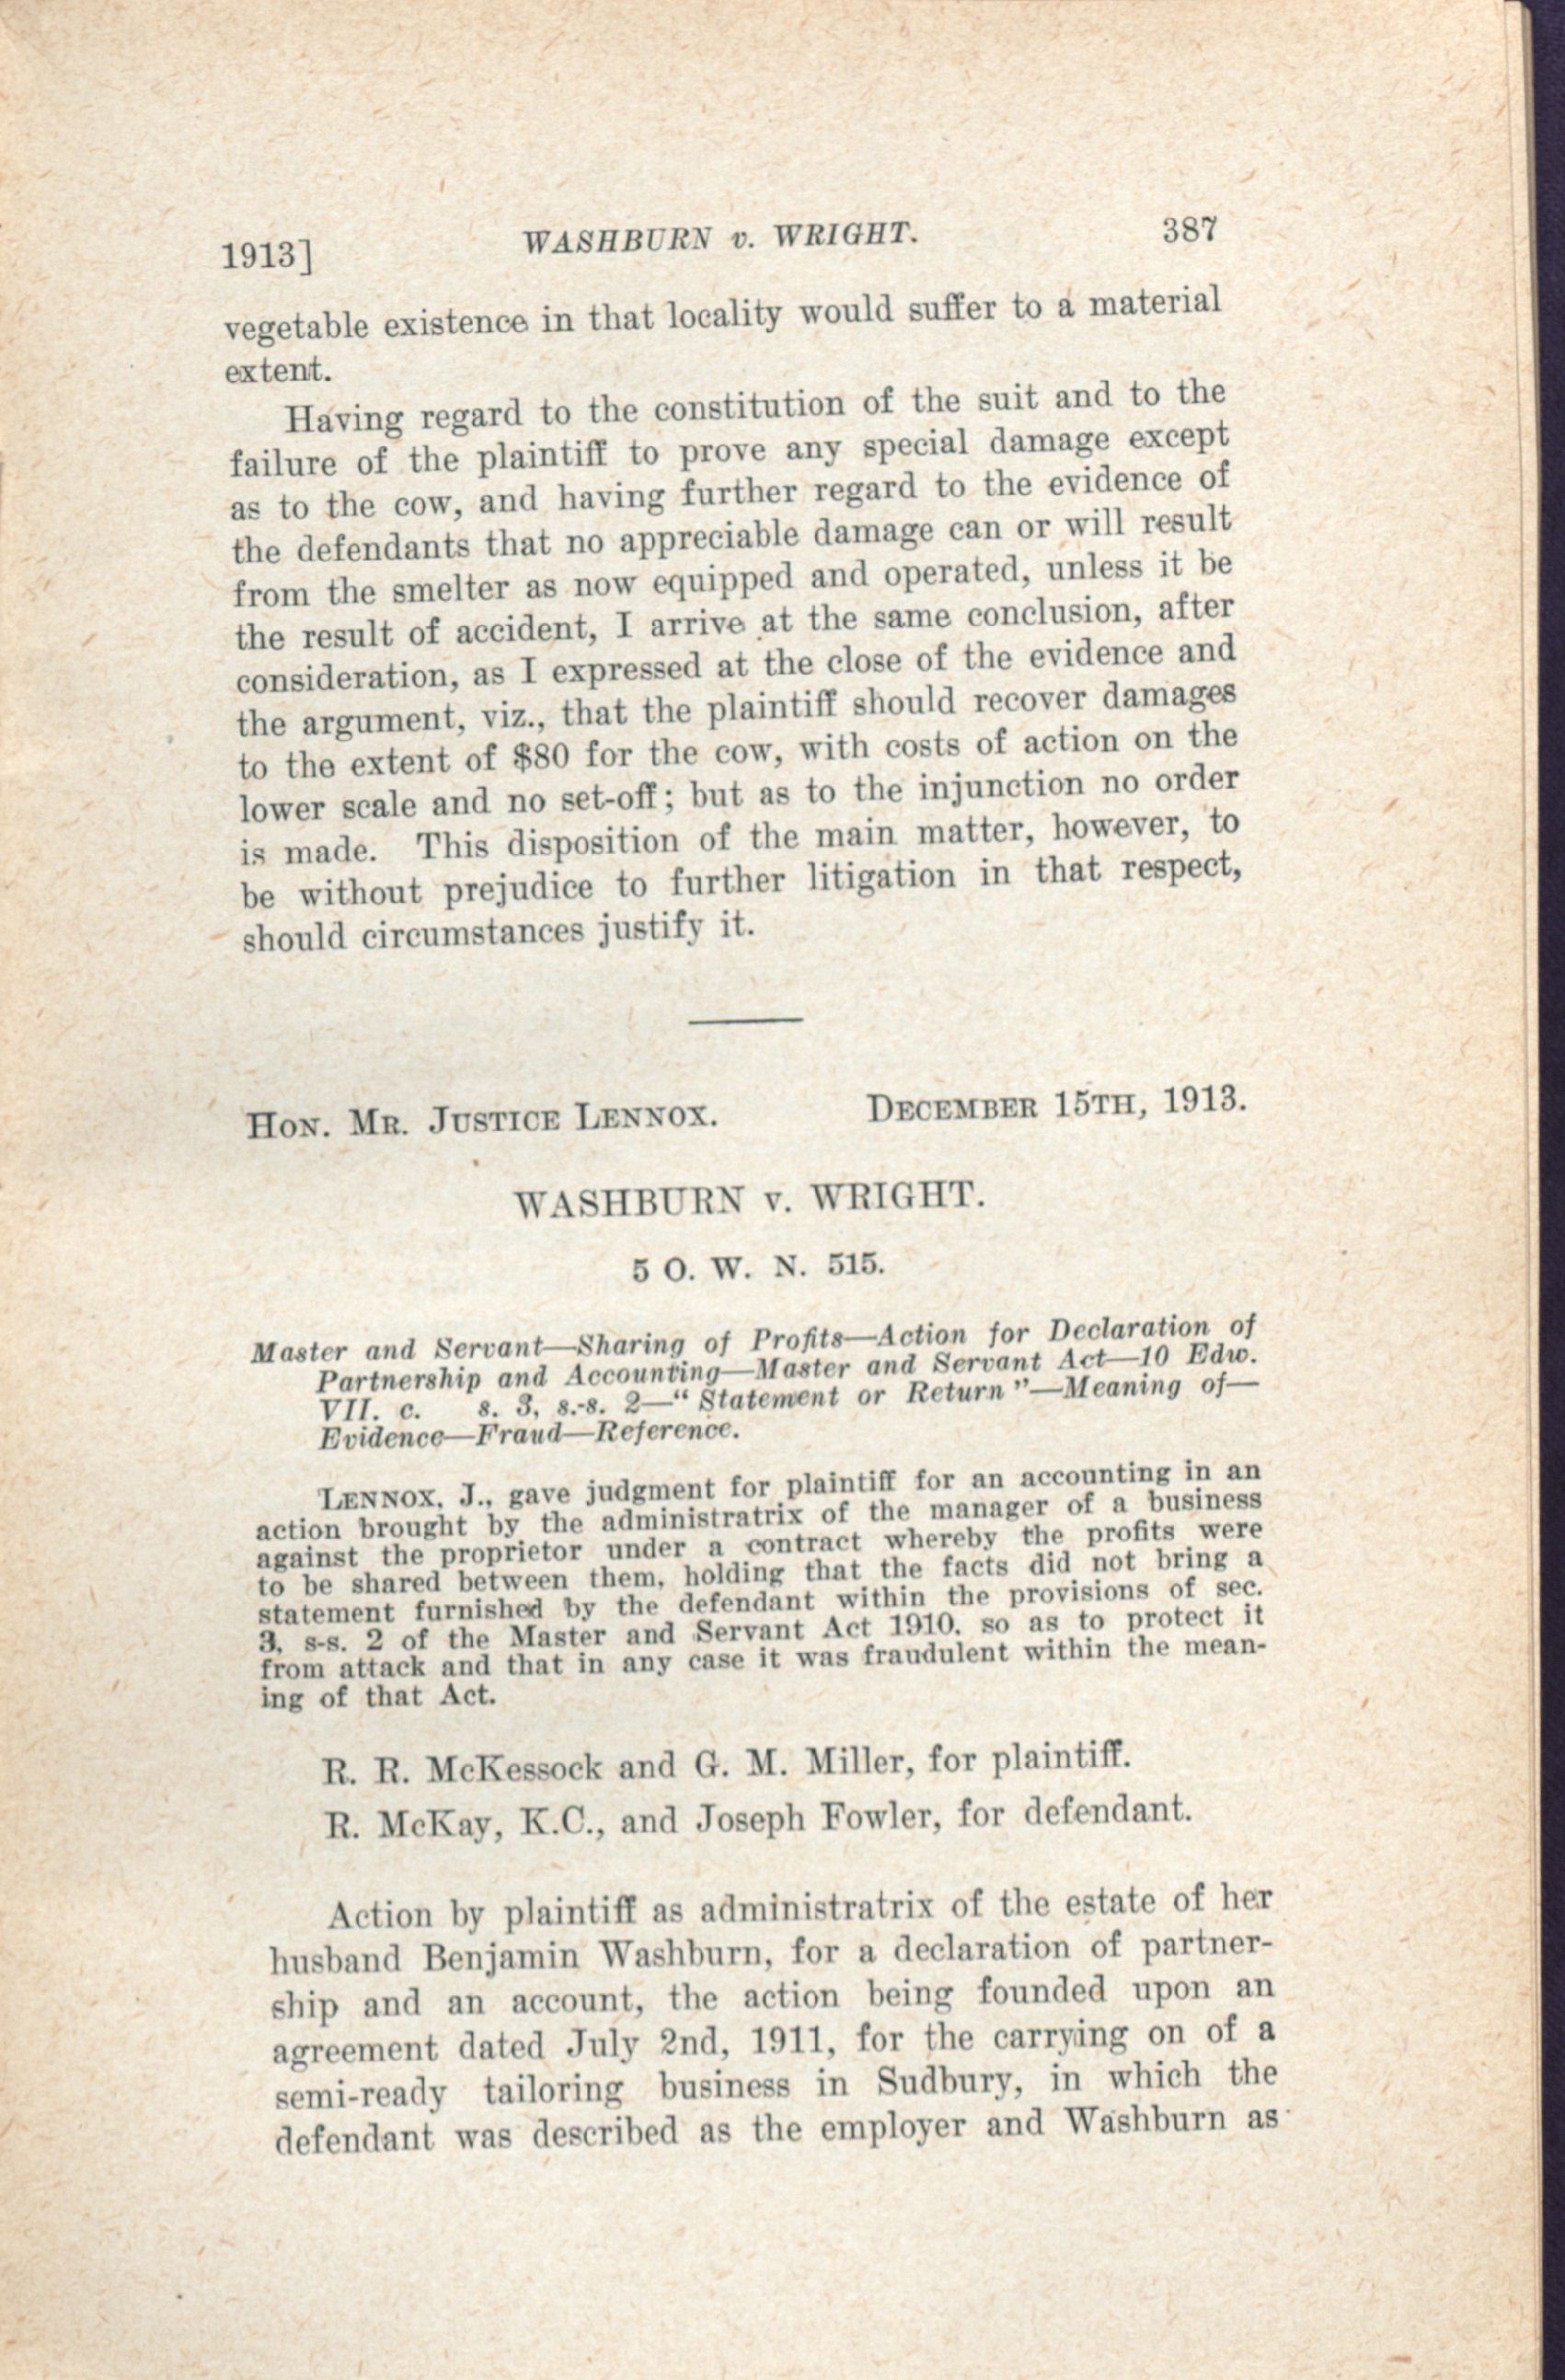 1913] WASHBURN v. WRIGHT. 387
vegetable existence in that locality would suffer to a material
extent.
Having regard to the constitution of the suit and to the
failure of the plaintiff to prove any special damage except
as to the cow, and having further regard to the evidence of
the defendants that no appreciable damage can or will result
from the smelter as now equipped and operated, unless it be
the result of accident, I arrive at the same conclusion, after
consideration, as I expressed at the close of the evidence and
the argument, viz., that the plaintiff should recover damages
to the extent of $80 for the cow, with costs of action on the
lower scale and no set-off; but as to the injunction no order
is made. This disposition of the main matter, however, to
be without prejudice to further litigation in that respect,
should circumstances justify it.
HON. MR. JUSTICE LENNOX. DECEMBER 15TH, 1913.
WASHBURN v. WRIGHT.
5 O. W. N. 515.
Master and Servant—Sharing of Profits—Action for Declaration of
Partnership and Accounting—Master and Servant Act—10 Edw.
VII. c. s. 3, s.-s. 2—"Statement or Return"—Meaning of—
Evidence—Fraud—Reference.
LENNOX, J., gave judgment for plaintiff for an accounting in an
action brought by the administratrix of the manager of a business
against the proprietor under a contract whereby the profits were
to be shared between them, holding that the facts did not bring a
statement furnished by the defendant within the provisions of sec.
3, s-s. 2 of the Master and Servant Act 1910, so as to protect it
from attack and that in any case it was fraudulent within the mean-
ing of that Act.
R. R. McKessock and G. M. Miller, for plaintiff.
R. McKay, K.C., and Joseph Fowler, for defendant.
Action by plaintiff as administratrix of the estate of her
husband Benjamin Washburn, for a declaration of partner-
ship and an account, the action being founded upon an
agreement dated July 2nd, 1911, for the carrying on of a
semi-ready tailoring business in Sudbury, in which the
defendant was described as the employer and Washburn as